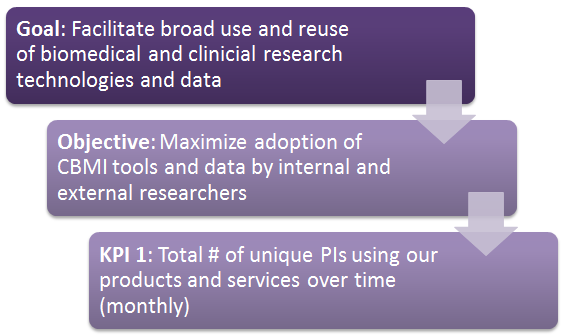 Goal: Facilitate broad use and reuse
of biomedical and clinicial research
technologies and data
Objective: Maximize adoption of
CBMI tools and data by internal and
external researchers
KPI 1: Total # of unique PIs using our
products and services over time
(monthly)